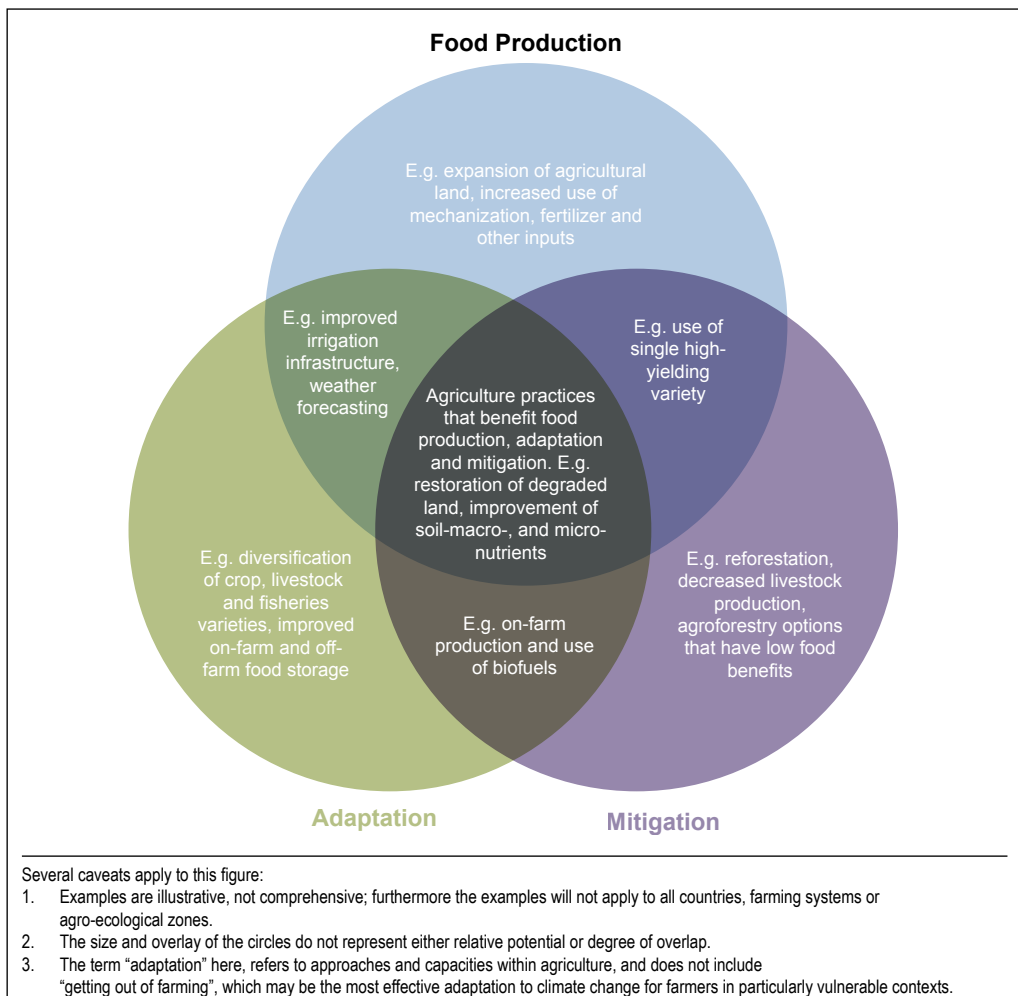 Food Production
E.g. expansion of agricultural
land, increased use of
mechanization, fertilizer and
other inputs
E.g. improved
irrigation
infrastructure,
weather
forecasting
E.g. use of
single high-
yielding
variety
Agriculture practices
that benefit food
production, adaptation
and mitigation. E.g.
restoration of degraded
land, improvement of
soil-macro-, and micro-
nutrients
E.g. diversification
of crop, livestock
and fisheries
varieties, improved
on-farm and off-
farm food storage
E.g. on-farm
production and use
of biofuels
E.g. reforestation,
decreased livestock
production,
agroforestry options
that have low food
benefits
Adaptation
Mitigation
Several caveats apply to this figure:
1. Examples are illustrative, not comprehensive; furthermore the examples will not apply to all countries, farming systems or
agro-ecological zones.
2. The size and overlay of the circles do not represent either relative potential or degree of overlap.
3. The term “adaptation” here, refers to approaches and capacities within agriculture, and does not include
“getting out of farming”, which may be the most effective adaptation to climate change for farmers in particularly vulnerable contexts.